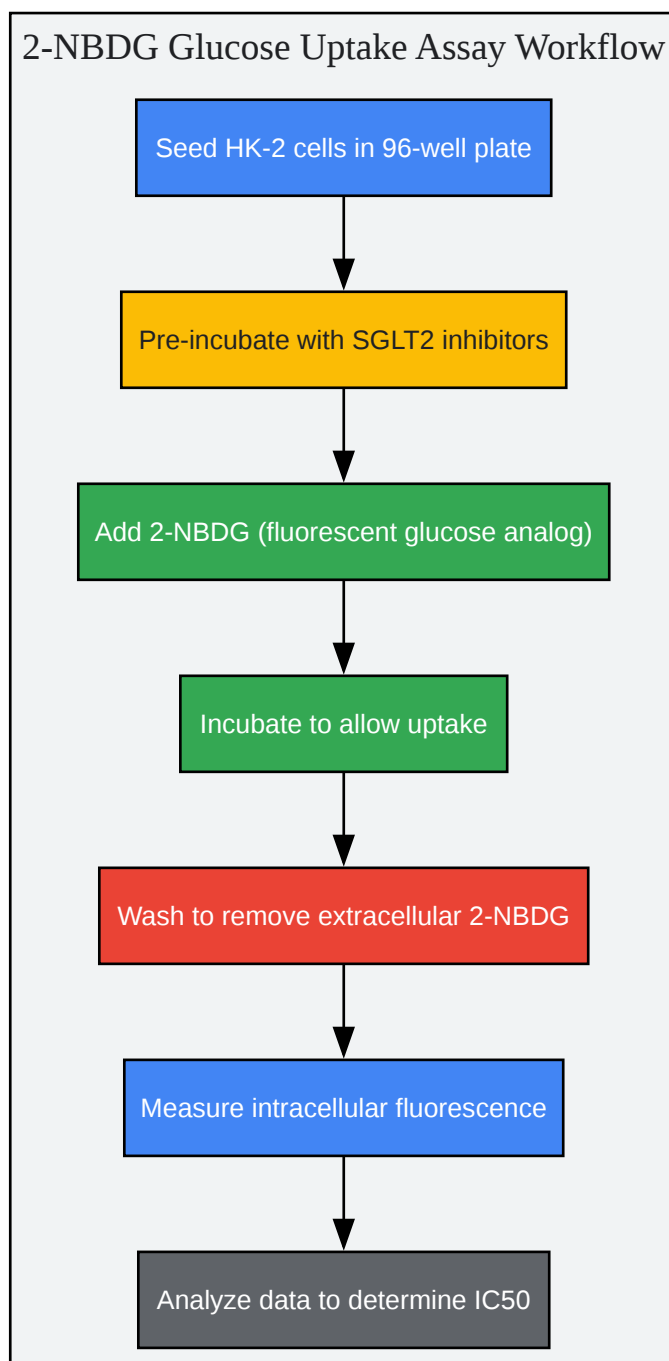 2-NBDG Glucose Uptake Assay Workflow
Seed HK-2 cells in 96-well plate
Pre-incubate with SGLT2 inhibitors
Add 2-NBDG (fluorescent glucose analog)
Incubate to allow uptake
Wash to remove extracellular 2-NBDG
Measure intracellular fluorescence
Analyze data to determine IC50